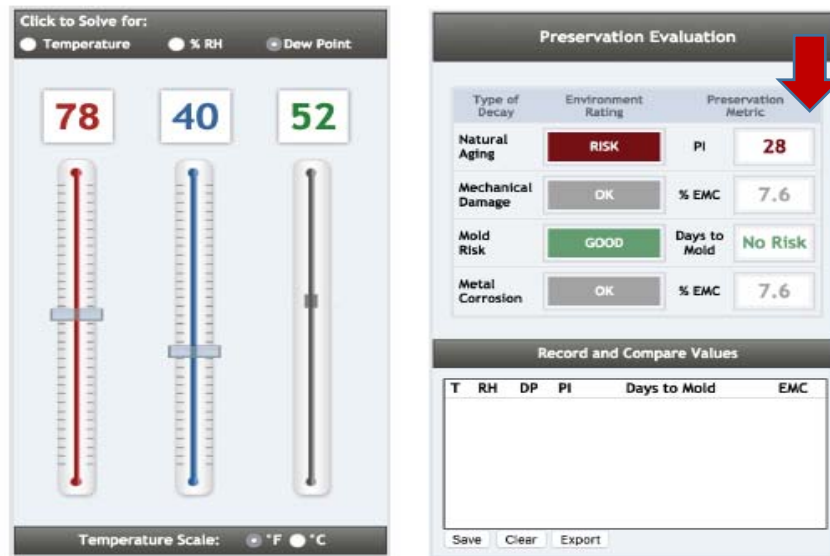 Click to Solve for:
Temperature % RH Dew Point
78 40 52
Temperature Scale: °F °C
Preservation Evaluation
Type of Decay Environment Rating Preservation Metric
Natural Aging RISK PI 28
Mechanical Damage OK % EMC 7.6
Mold Risk GOOD Days to Mold No Risk
Metal Corrosion OK % EMC 7.6
Record and Compare Values
T RH DP PI Days to Mold EMC
Save Clear Export